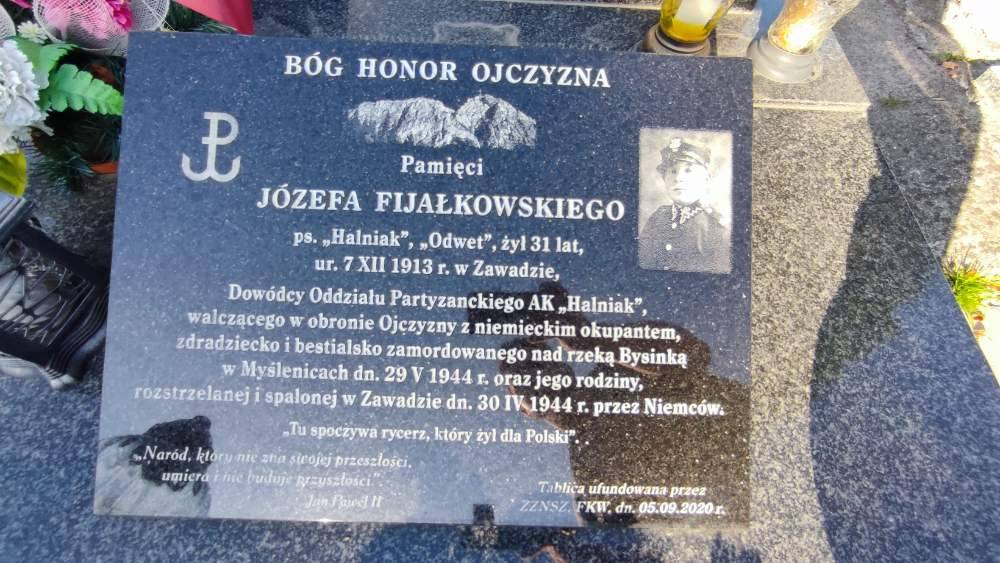 BÓG HONOR OJCZYZNA
Pamięci
JÓZEFA FIJAŁKOWSKIEGO
ps. „Halniak”, „Odwet”, żył 31 lat,
ur. 7 XII 1913 r. w Zawadzie,
Dowódcy Oddziału Partyzanckiego AK „Halniak”,
walczącego w obronie Ojczyzny z niemieckim okupantem,
zdradziecko i bestialsko zamordowanego nad rzeką Bysinką
w Myślenicach dn. 29 V 1944 r. oraz jego rodziny,
rozstrzelanej i spalonej w Zawadzie dn. 30 IV 1944 r. przez Niemców.
„Tu spoczywa rycerz, który żył dla Polski”. .
„Naród, który nie zna swojej przeszłości,
umiera i nie buduje przyszłości”.
Jan Paweł II
Tablica ufundowana przez
ZZNSZ, FKW, dn. 05.09.2020 r.